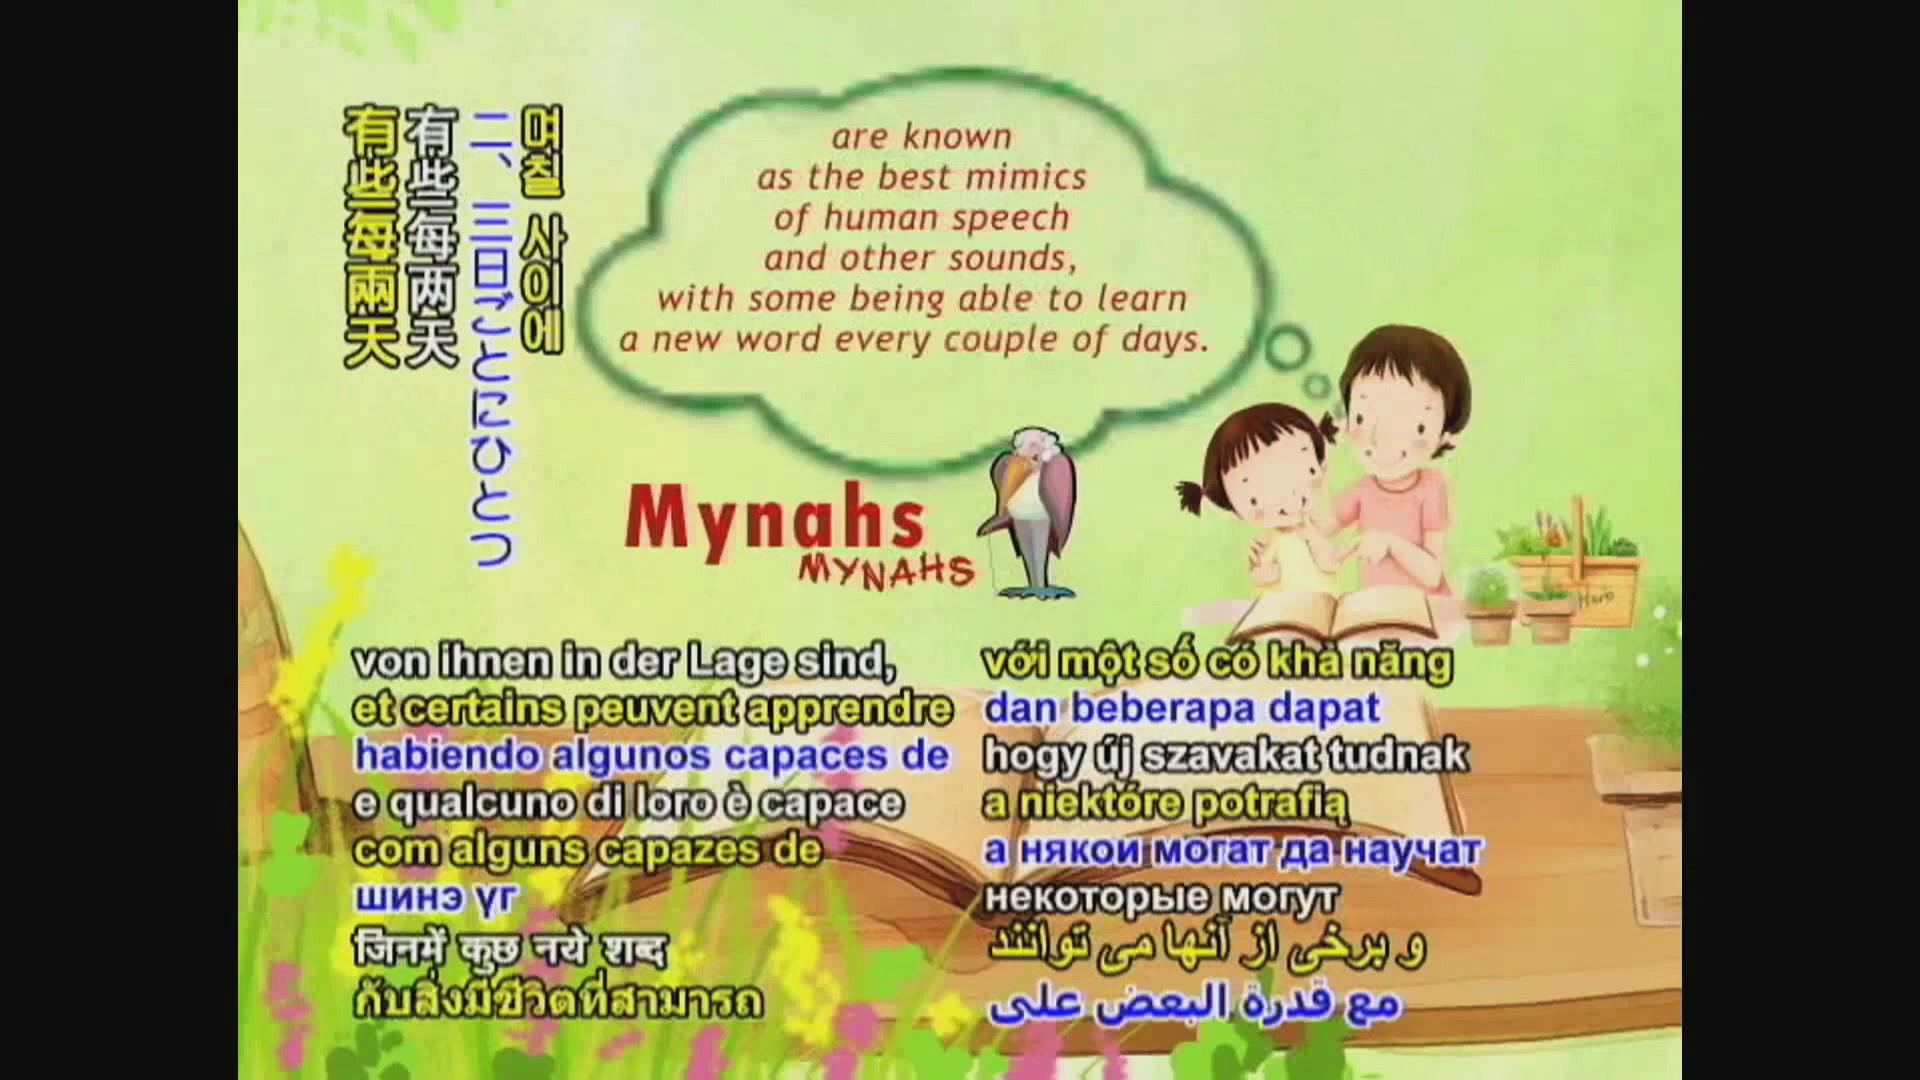 有些每兩天
有些每两天
二、三日ごとにひとつ
며칠 사이에
are known
as the best mimics
of human speech
and other sounds,
with some being able to learn
a new word every couple of days.
Mynahs
MYNAHS
Hero
von ihnen in der Lage sind,
et certains peuvent apprendre
habiendo algunos capaces de
e qualcuno di loro è capace
com alguns capazes de
шинэ үг
जिनमें कुछ नये शब्द
กับสิ่งมีชีวิตที่สามารถ
với một số có khả năng
dan beberapa dapat
hogy új szavakat tudnak
a niektóre potrafią
а някои могат да научат
некоторые могут
و برخی از آنها می توانند
مع قدرة البعض على